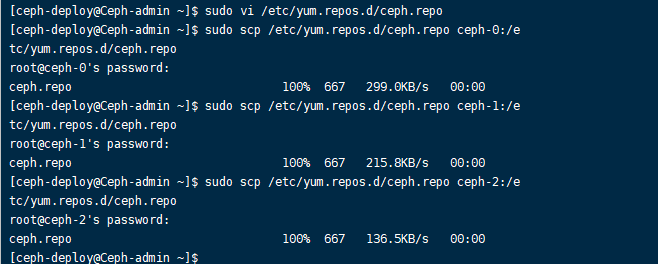 [ceph-deploy@Ceph-admin ~]$ sudo vi /etc/yum.repos.d/ceph.repo
[ceph-deploy@Ceph-admin ~]$ sudo scp /etc/yum.repos.d/ceph.repo ceph-0:/e
tc/yum.repos.d/ceph.repo
root@ceph-0's password:
ceph.repo 100% 667 299.0KB/s 00:00
[ceph-deploy@Ceph-admin ~]$ sudo scp /etc/yum.repos.d/ceph.repo ceph-1:/e
tc/yum.repos.d/ceph.repo
root@ceph-1's password:
ceph.repo 100% 667 215.8KB/s 00:00
[ceph-deploy@Ceph-admin ~]$ sudo scp /etc/yum.repos.d/ceph.repo ceph-2:/e
tc/yum.repos.d/ceph.repo
root@ceph-2's password:
ceph.repo 100% 667 136.5KB/s 00:00
[ceph-deploy@Ceph-admin ~]$